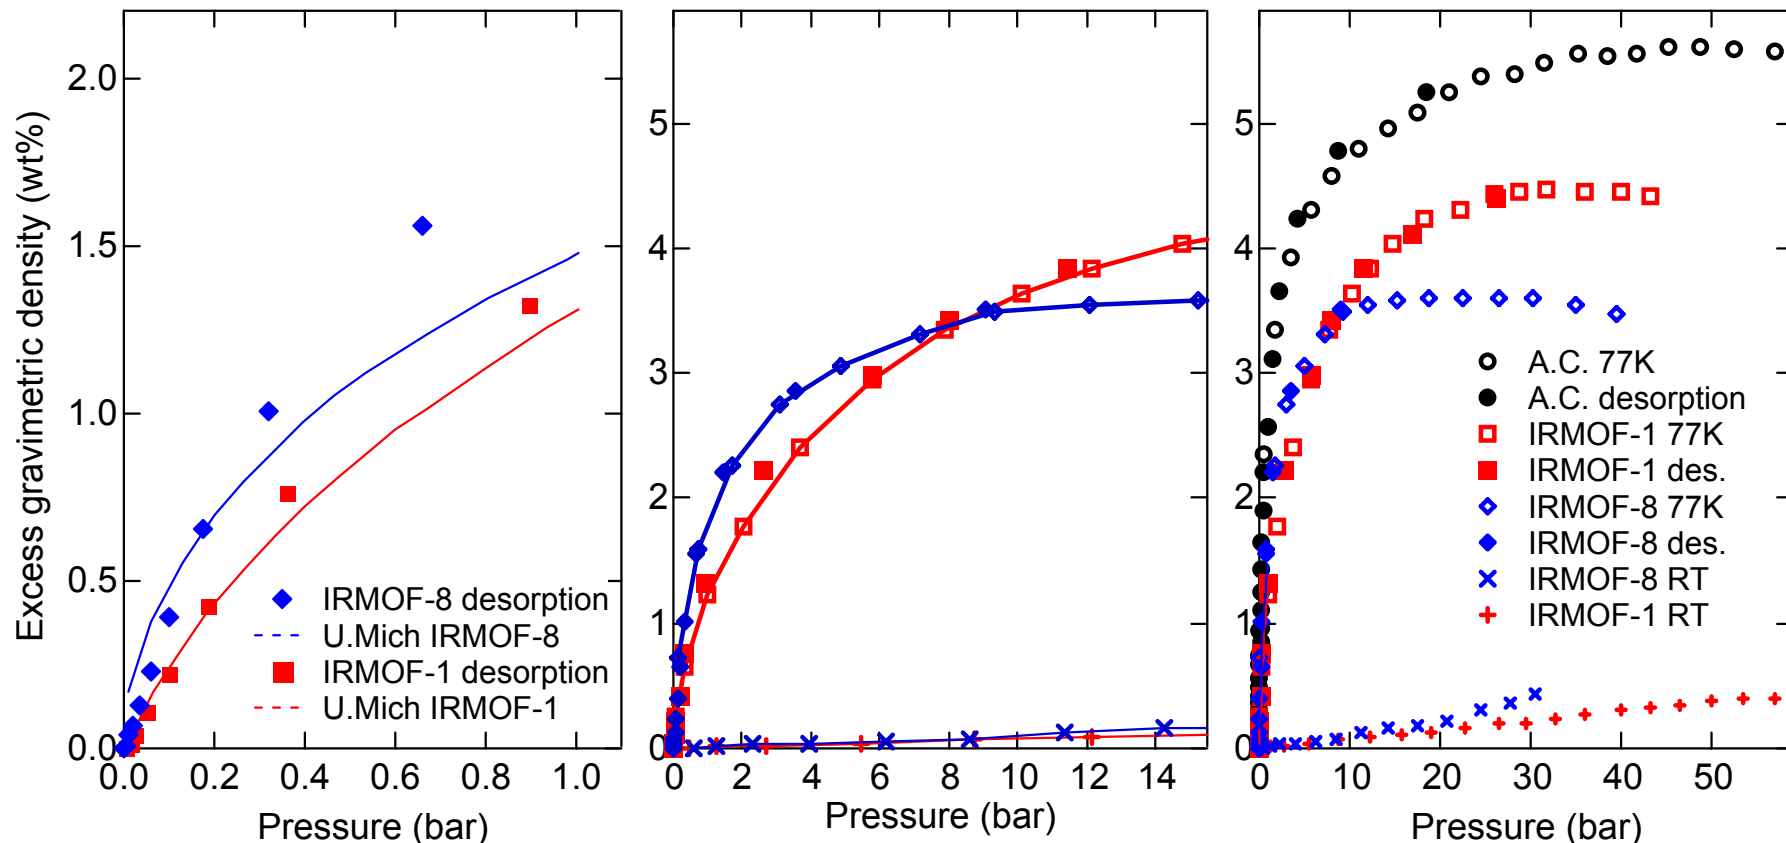 Excess gravimetric density (wt%)
2.0
1.5
1.0
0.5
0.0
0.0 0.2 0.4 0.6 0.8 1.0
Pressure (bar)
IRMOF-8 desorption
U.Mich IRMOF-8
IRMOF-1 desorption
U.Mich IRMOF-1
5
4
3
2
1
0
0 2 4 6 8 10 12 14
Pressure (bar)
5
4
3
2
1
0
0 10 20 30 40 50
Pressure (bar)
A.C. 77K
A.C. desorption
IRMOF-1 77K
IRMOF-1 des.
IRMOF-8 77K
IRMOF-8 des.
IRMOF-8 RT
IRMOF-1 RT